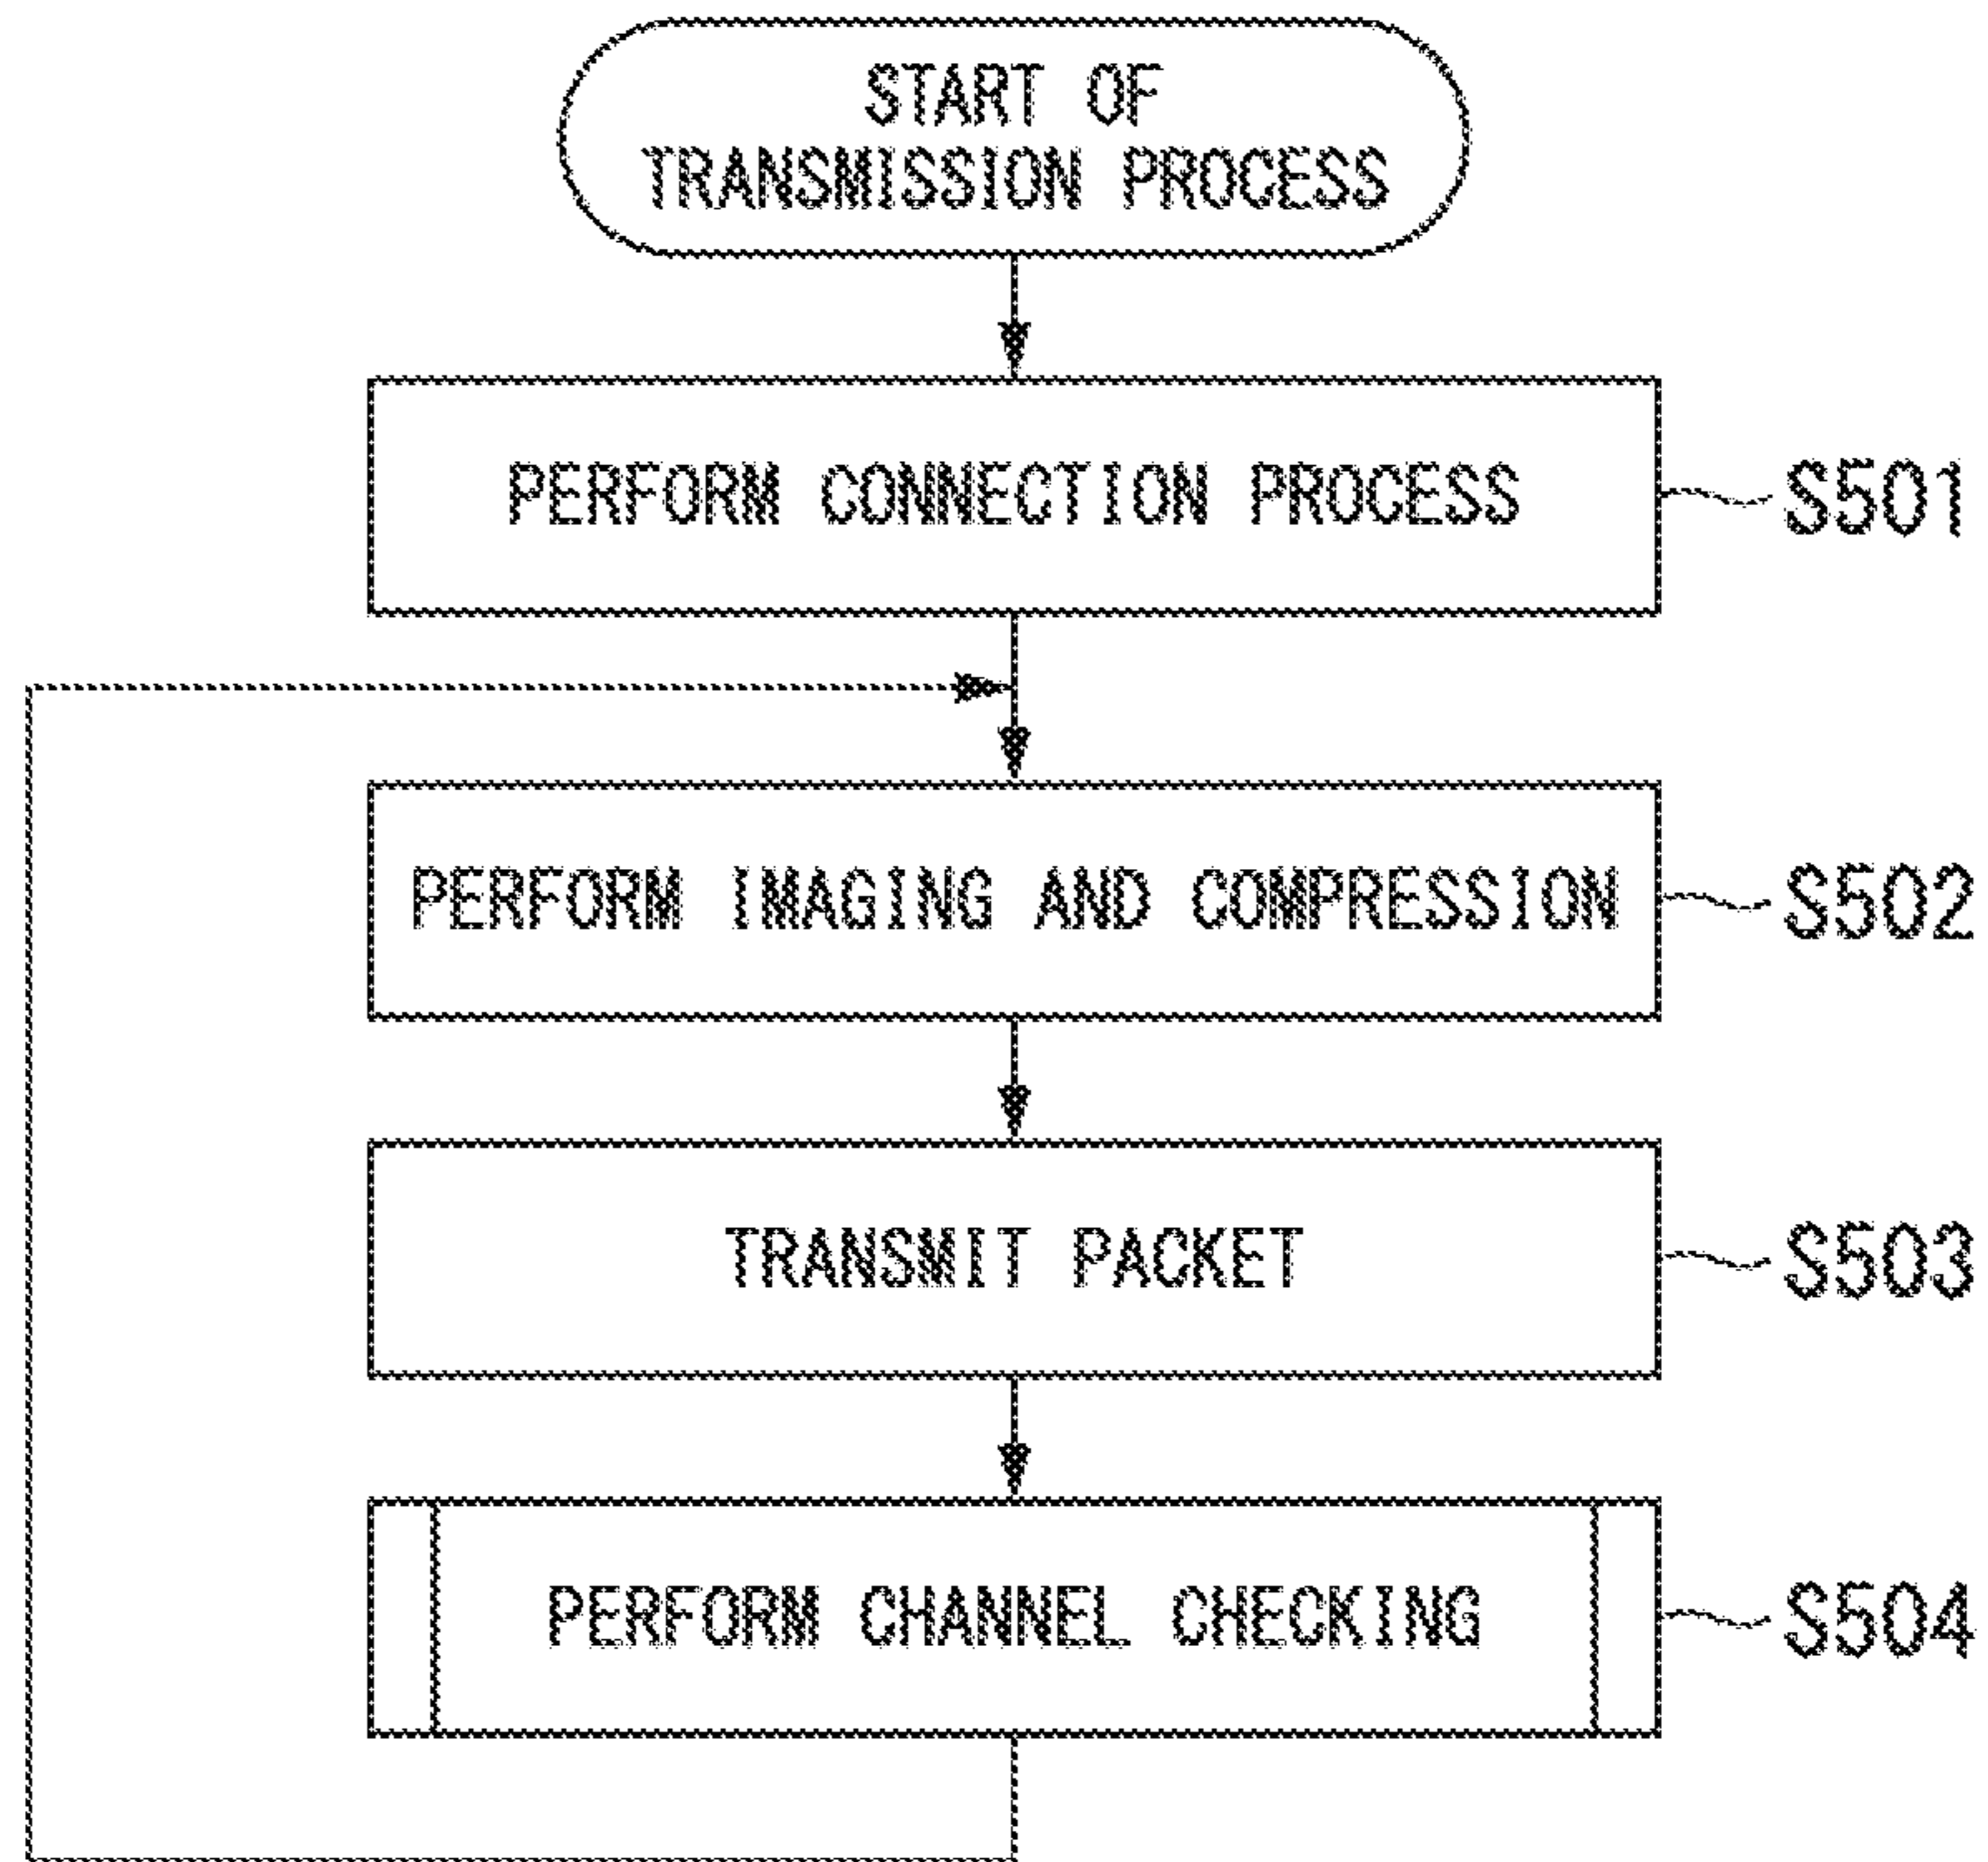 START OF
TRANSMISSION PROCESS
PERFORM CONNECTION PROCESS
S501
PERFORM IMAGING AND COMPRESSION
S502
TRANSMIT PACKET
S503
PERFORM CHANNEL CHECKING
S504